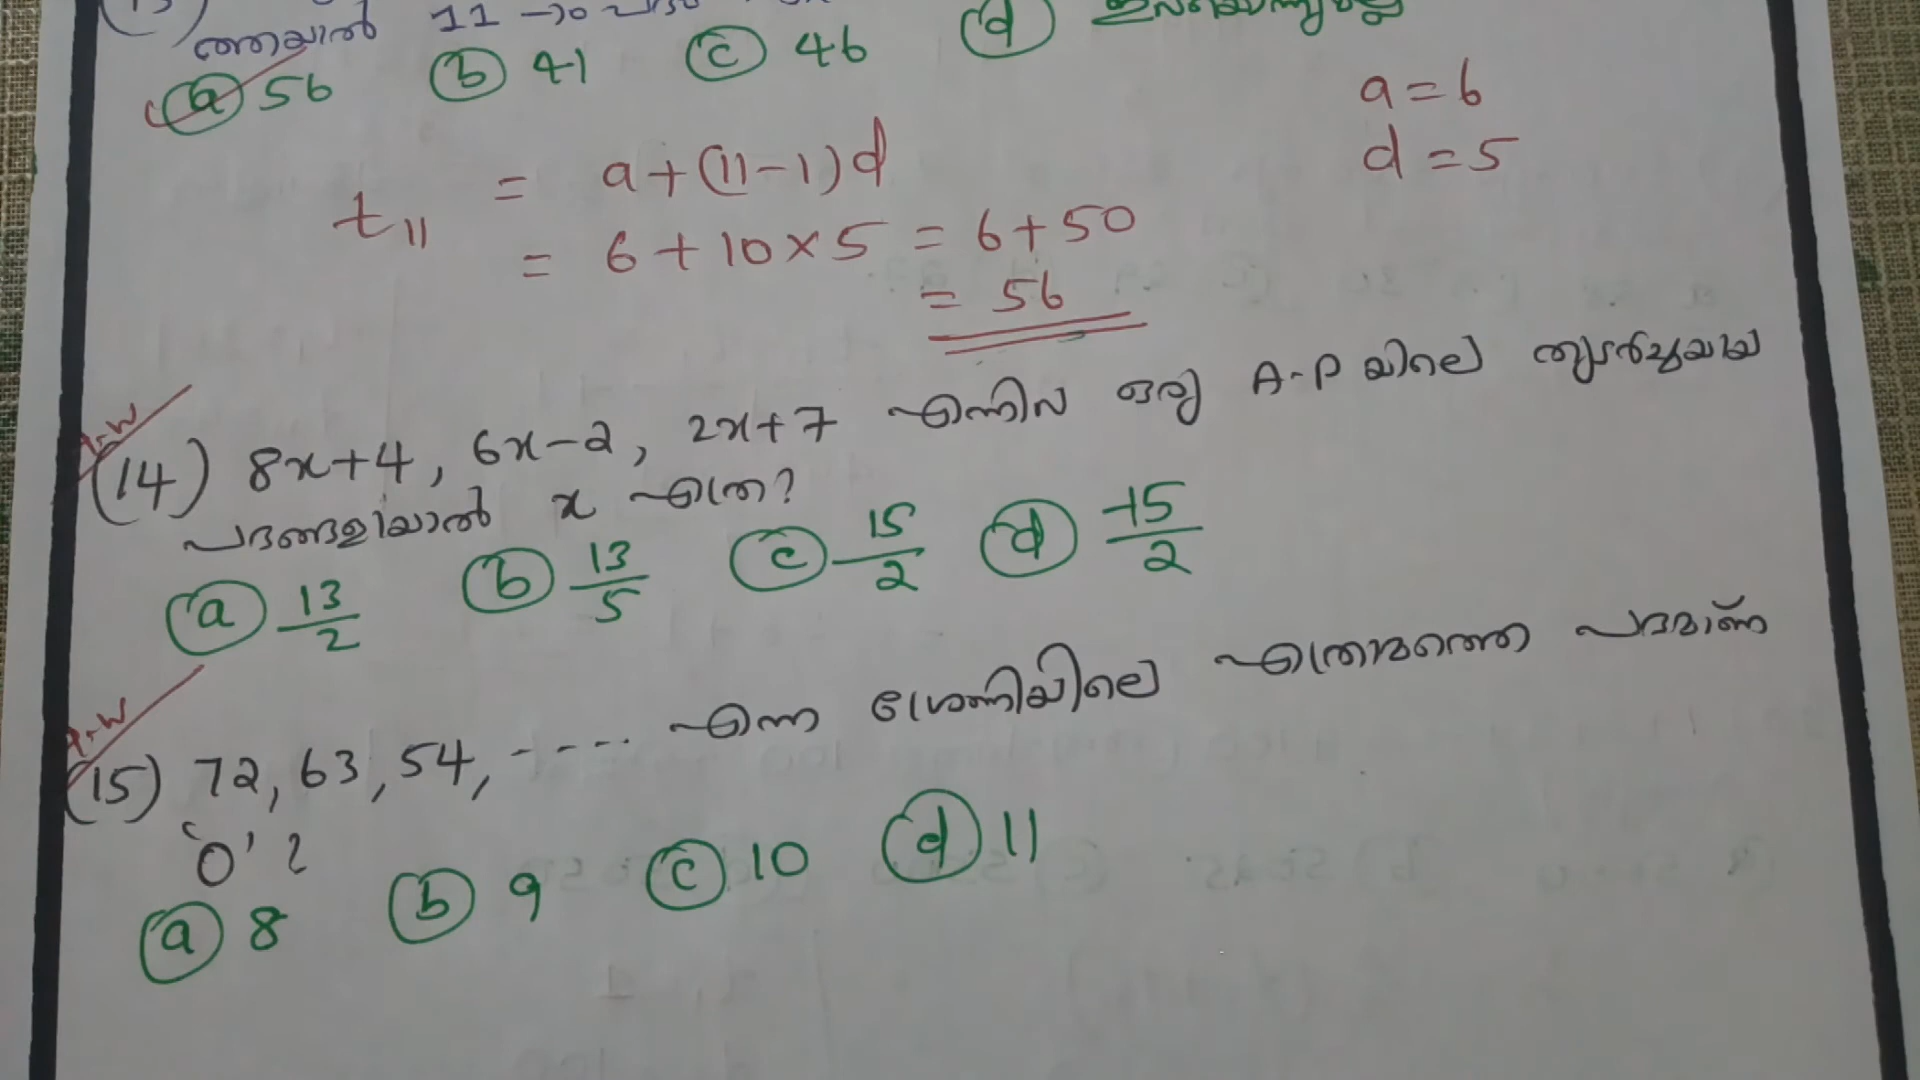 ത്തായാൽ 11-ാം പദം
(a) 56 (b) 41 (c) 46 (d)
a = 6
d = 5
t11 = a+(11-1)d
= 6+10×5 = 6+50
= 56
H.W
(14) 8x+4, 6x-2, 2x+7 എന്നിവ ഒരു A.P യിലെ തുടർച്ചയായ
പദങ്ങളായാൽ x എത്ര?
(a) 13/2 (b) 13/5 (c) 15/2 (d) -15/2
H.W
(15) 72, 63, 54, ---- എന്ന ശ്രേണിയിലെ എത്രാമത്തെ പദമാണ്
'0' ?
(a) 8 (b) 9 (c) 10 (d) 11